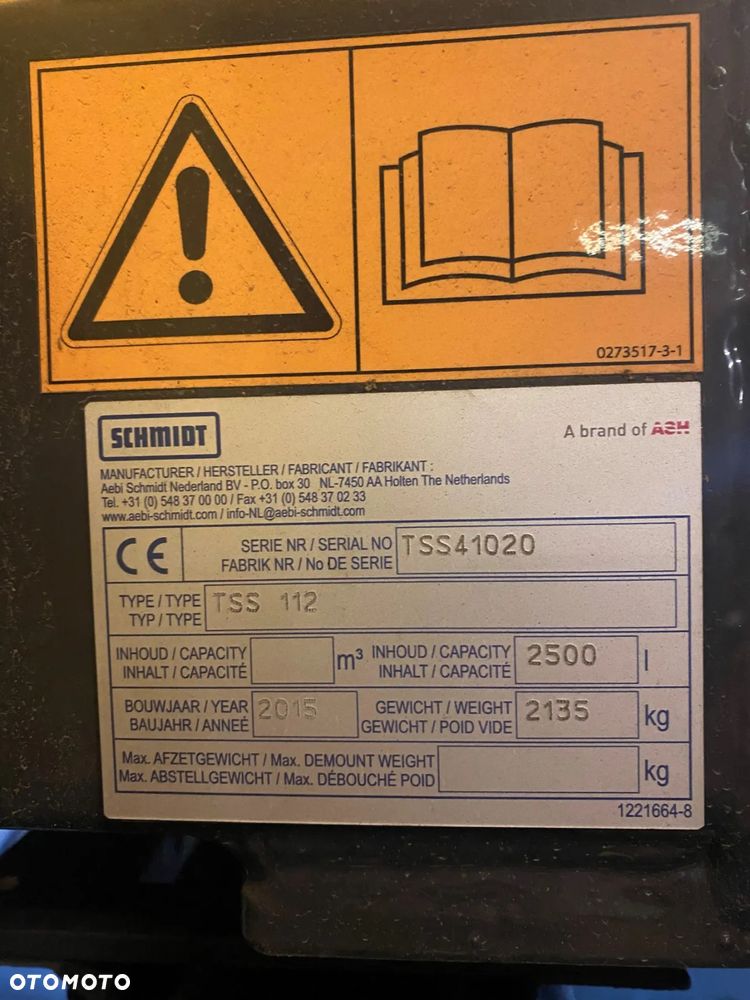 0273517-3-1
SCHMIDT
A brand of ASH
MANUFACTURER / HERSTELLER / FABRICANT / FABRIKANT :
Aebi Schmidt Nederland BV - P.O. box 30 NL-7450 AA Holten The Netherlands
Tel. +31 (0) 548 37 00 00 / Fax +31 (0) 548 37 02 33
www.aebi-schmidt.com / info-NL@aebi-schmidt.com
CE
SERIE NR / SERIAL NO
FABRIK NR / No DE SERIE
TSS41020
TYPE / TYPE
TYP / TYPE
TSS 112
INHOUD / CAPACITY
INHALT / CAPACITÉ
m³
INHOUD / CAPACITY
INHALT / CAPACITÉ
2500
l
BOUWJAAR / YEAR
BAUJAHR / ANNEÉ
2015
GEWICHT / WEIGHT
GEWICHT / POID VIDE
2135
kg
Max. AFZETGEWICHT / Max. DEMOUNT WEIGHT
Max. ABSTELLGEWICHT / Max. DÉBOUCHÉ POID
kg
1221664-8
OTOMOTO